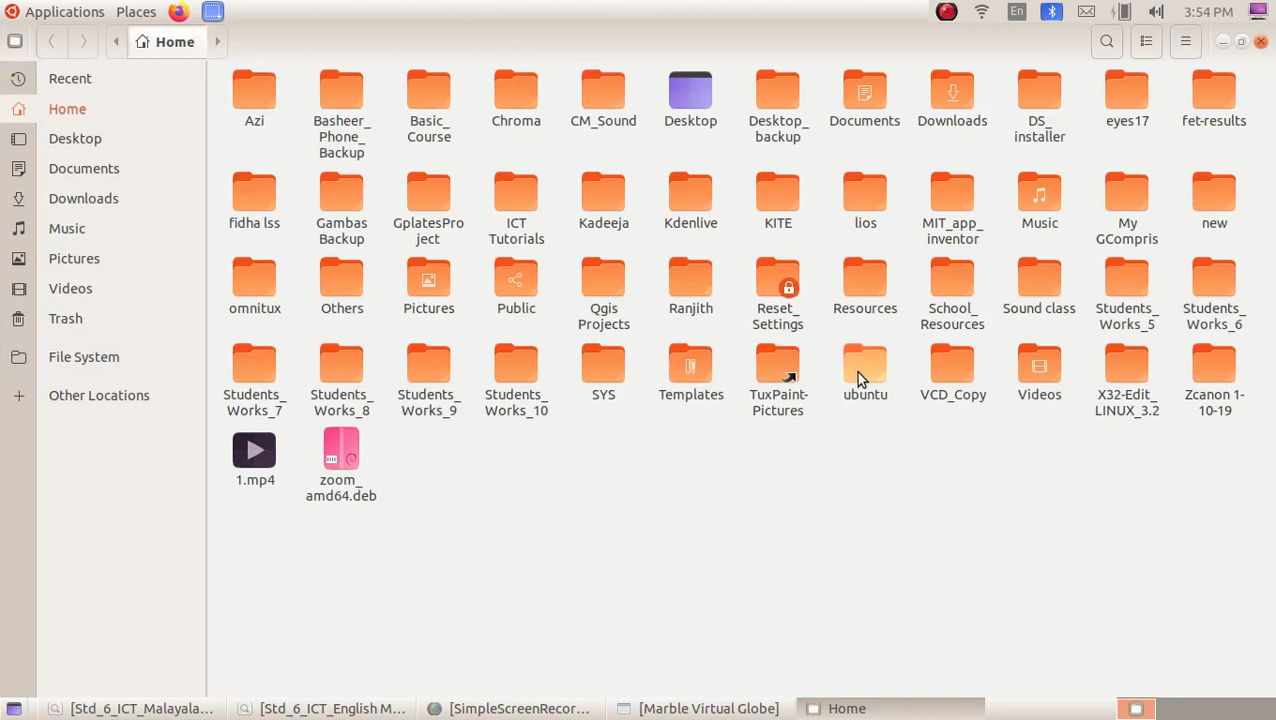 Applications Places En 3:54 PM
Home
Recent
Home
Desktop
Documents
Downloads
Music
Pictures
Videos
Trash
File System
Other Locations
Azi
Basheer_
Phone_
Backup
Basic_
Course
Chroma
CM_Sound
Desktop
Desktop_
backup
Documents
Downloads
DS_
installer
eyes17
fet-results
fidha lss
Gambas
Backup
GplatesPro
ject
ICT
Tutorials
Kadeeja
Kdenlive
KITE
lios
MIT_app_
inventor
Music
My
GCompris
new
omnitux
Others
Pictures
Public
Qgis
Projects
Ranjith
Reset_
Settings
Resources
School_
Resources
Sound class
Students_
Works_5
Students_
Works_6
Students_
Works_7
Students_
Works_8
Students_
Works_9
Students_
Works_10
SYS
Templates
TuxPaint-
Pictures
ubuntu
VCD_Copy
Videos
X32-Edit_
LINUX_3.2
Zcanon 1-
10-19
1.mp4
zoom_
amd64.deb
[Std_6_ICT_Malayala... [Std_6_ICT_English M... [SimpleScreenRecor... [Marble Virtual Globe] Home